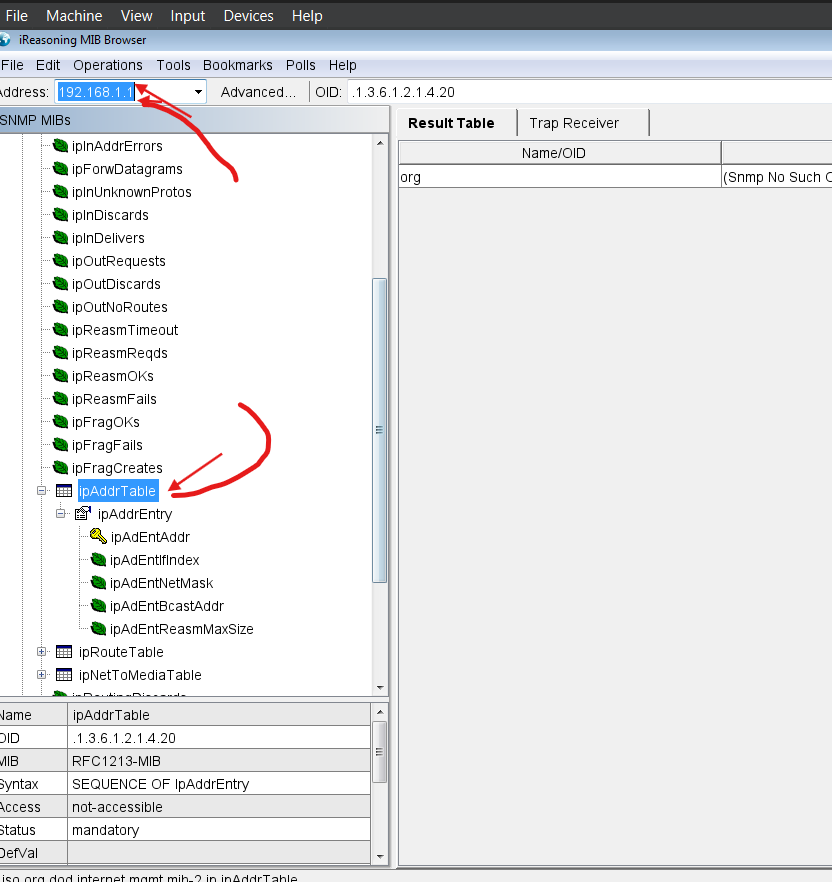 File Machine View Input Devices Help
iReasoning MIB Browser
File Edit Operations Tools Bookmarks Polls Help
Address: 192.168.1.1 Advanced... OID: .1.3.6.1.2.1.4.20
SNMP MIBs
Result Table Trap Receiver
Name/OID
org (Snmp No Such O
ipInAddrErrors
ipForwDatagrams
ipInUnknownProtos
ipInDiscards
ipInDelivers
ipOutRequests
ipOutDiscards
ipOutNoRoutes
ipReasmTimeout
ipReasmReqds
ipReasmOKs
ipReasmFails
ipFragOKs
ipFragFails
ipFragCreates
ipAddrTable
ipAddrEntry
ipAdEntAddr
ipAdEntIfIndex
ipAdEntNetMask
ipAdEntBcastAddr
ipAdEntReasmMaxSize
ipRouteTable
ipNetToMediaTable
ipRoutingDiscards
Name ipAddrTable
OID .1.3.6.1.2.1.4.20
MIB RFC1213-MIB
Syntax SEQUENCE OF IpAddrEntry
Access not-accessible
Status mandatory
DefVal
.iso.org.dod.internet.mgmt.mib-2.ip.ipAddrTable